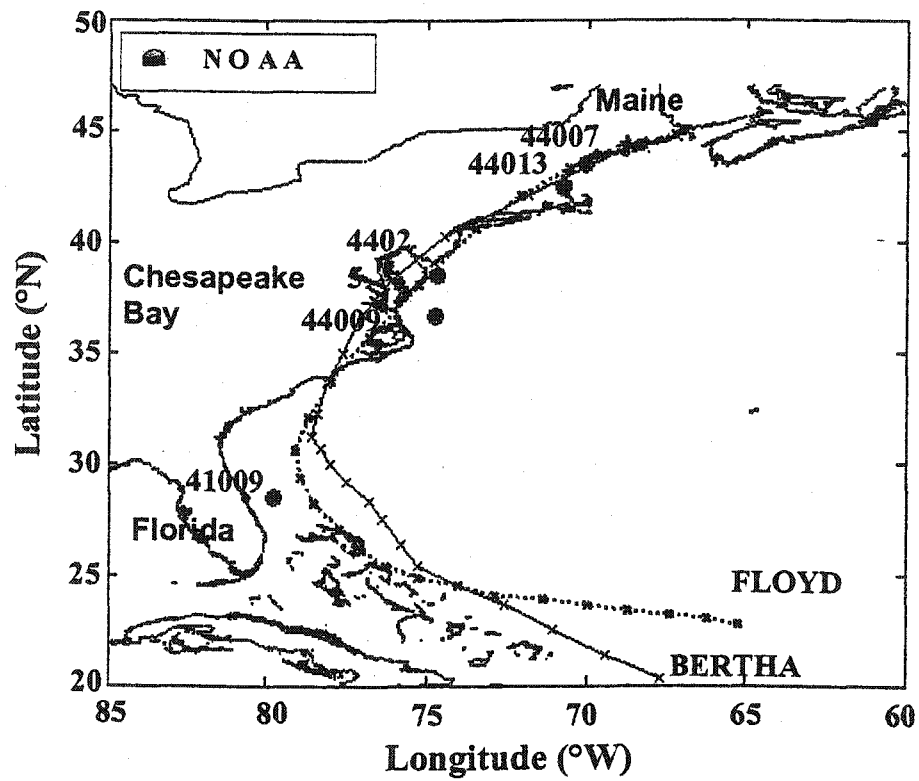 50
NOAA
Maine
45
44007
44013
40
4402
Chesapeake
Bay
5
44009
35
30
41009
Florida
25
FLOYD
BERTHA
20
85
80
75
70
65
60
Latitude (°N)
Longitude (°W)